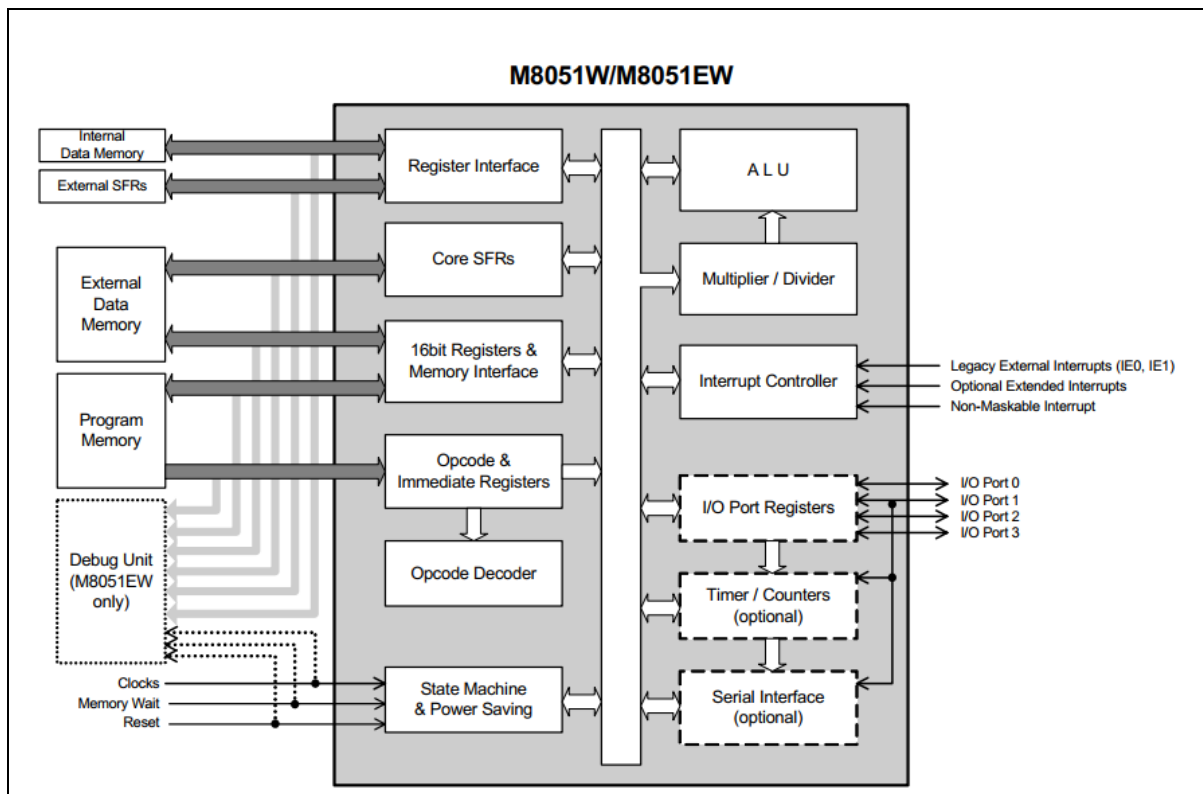 M8051W/M8051EW
Internal
Data Memory
External SFRs
External
Data
Memory
Program
Memory
Debug Unit
(M8051EW
only)
Clocks
Memory Wait
Reset
Register Interface
Core SFRs
16bit Registers &
Memory Interface
Opcode &
Immediate Registers
Opcode Decoder
State Machine
& Power Saving
A L U
Multiplier / Divider
Interrupt Controller
I/O Port Registers
Timer / Counters
(optional)
Serial Interface
(optional)
Legacy External Interrupts (IE0, IE1)
Optional Extended Interrupts
Non-Maskable Interrupt
I/O Port 0
I/O Port 1
I/O Port 2
I/O Port 3